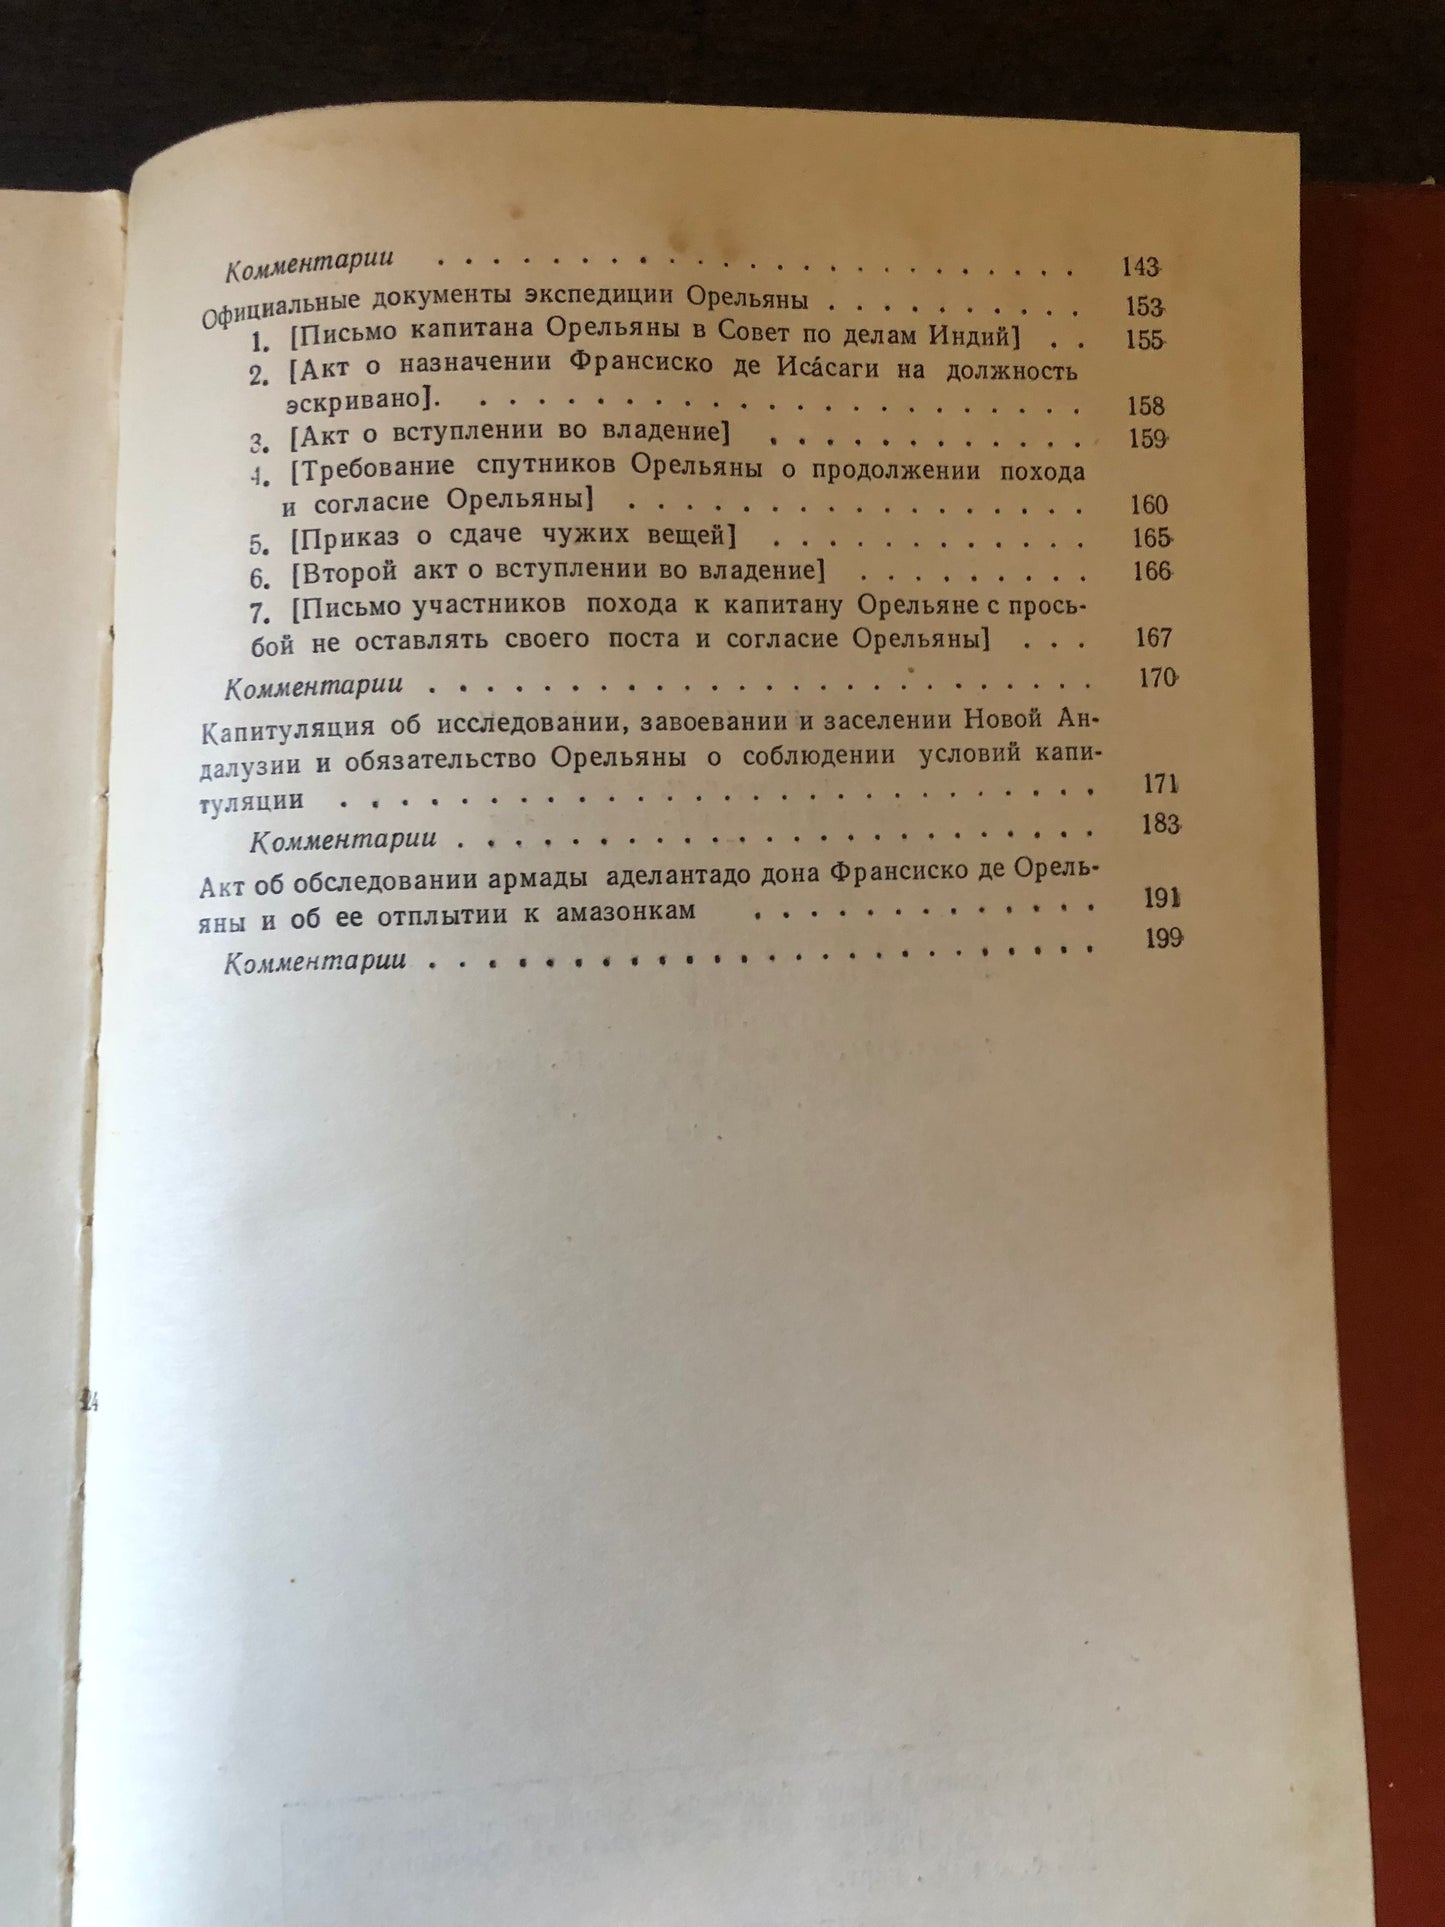 Комментарии . . . . . . . . . . . . . . . . . . . . . . . 143
Официальные документы экспедиции Орельяны . . . . . . . . . 153
1. [Письмо капитана Орельяны в Совет по делам Индий] . . 155
2. [Акт о назначении Франсиско де Исáсаги на должность
эскривано]. . . . . . . . . . . . . . . . . . . . . . 158
3. [Акт о вступлении во владение] . . . . . . . . . . . 159
4. [Требование спутников Орельяны о продолжении похода
и согласие Орельяны] . . . . . . . . . . . . . . . . 160
5. [Приказ о сдаче чужих вещей] . . . . . . . . . . . 165
6. [Второй акт о вступлении во владение] . . . . . . . . . 166
7. [Письмо участников похода к капитану Орельяне с прось-
бой не оставлять своего поста и согласие Орельяны] . . . 167
Комментарии . . . . . . . . . . . . . . . . . . . . . . . 170
Капитуляция об исследовании, завоевании и заселении Новой Ан-
далузии и обязательство Орельяны о соблюдении условий капи-
туляции . . . . . . . . . . . . . . . . . . . . . . . . . . 171
Комментарии . . . . . . . . . . . . . . . . . . . . . . 183
Акт об обследовании армады аделантадо дона Франсиско де Орель-
яны и об ее отплытии к амазонкам . . . . . . . . . . . . 191
Комментарии . . . . . . . . . . . . . . . . . . . . . . . 199